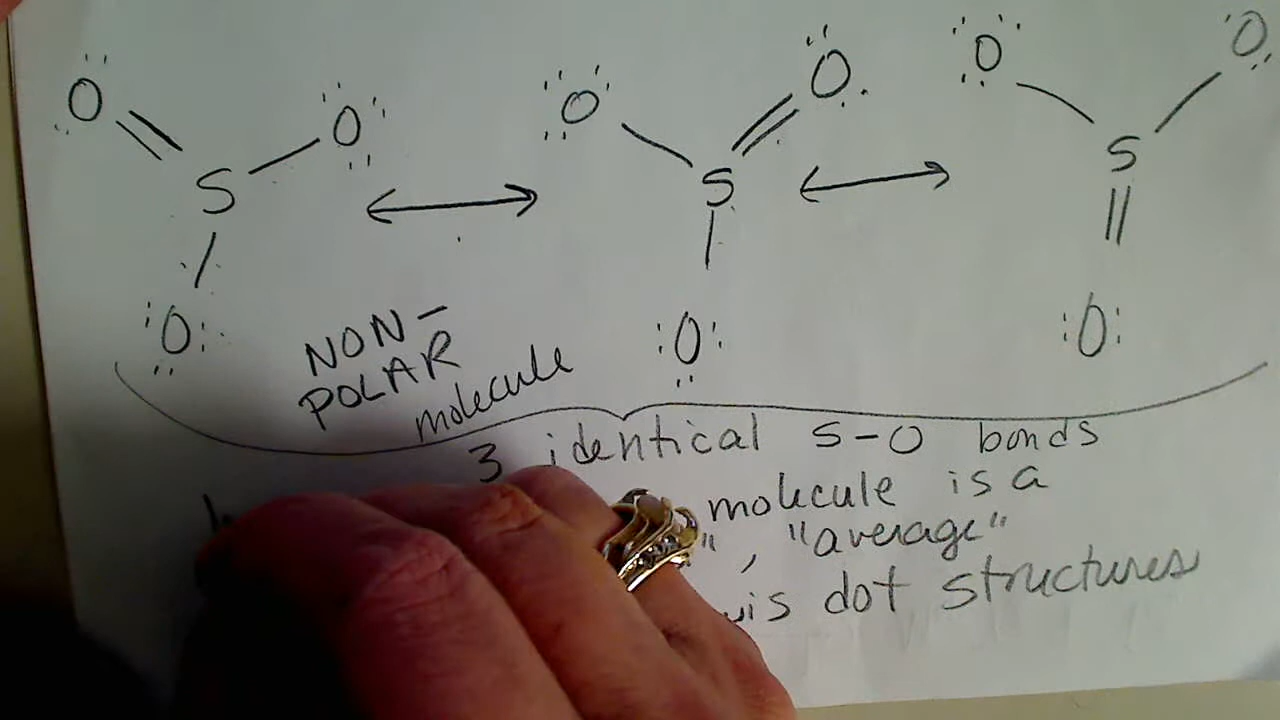 O O O O O O
S S S
O O O
NON-
POLAR
molecule
3 identical S-O bonds
molecule is a
", "average"
dot structures